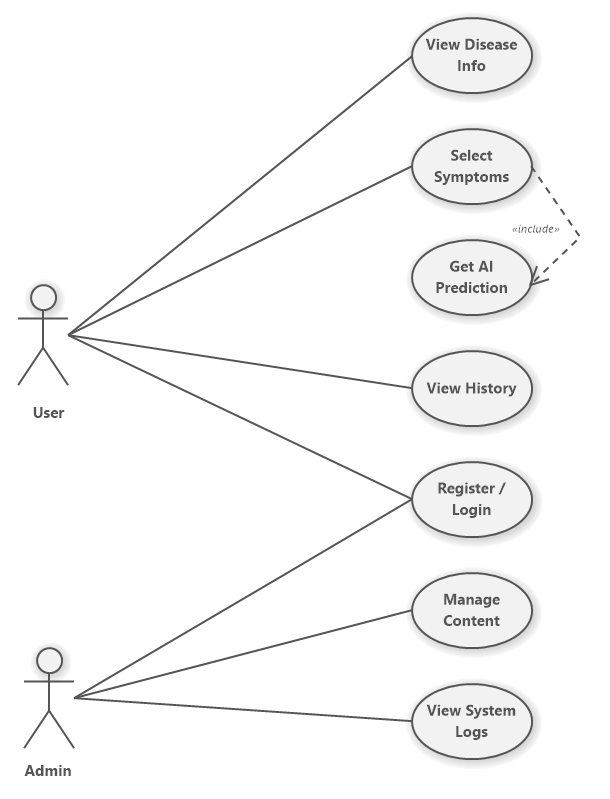 View Disease
Info
Select
Symptoms
«include»
Get AI
Prediction
View History
User
Register /
Login
Manage
Content
View System
Logs
Admin